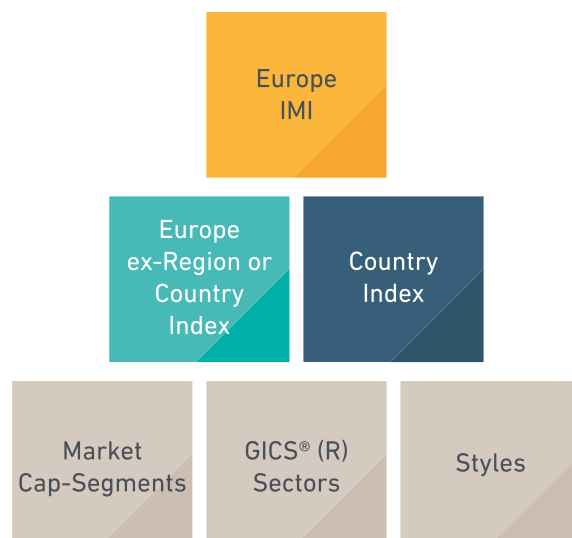 Europe
IMI
Europe
ex-Region or
Country
Index
Country
Index
Market
Cap-Segments
GICS® (R)
Sectors
Styles